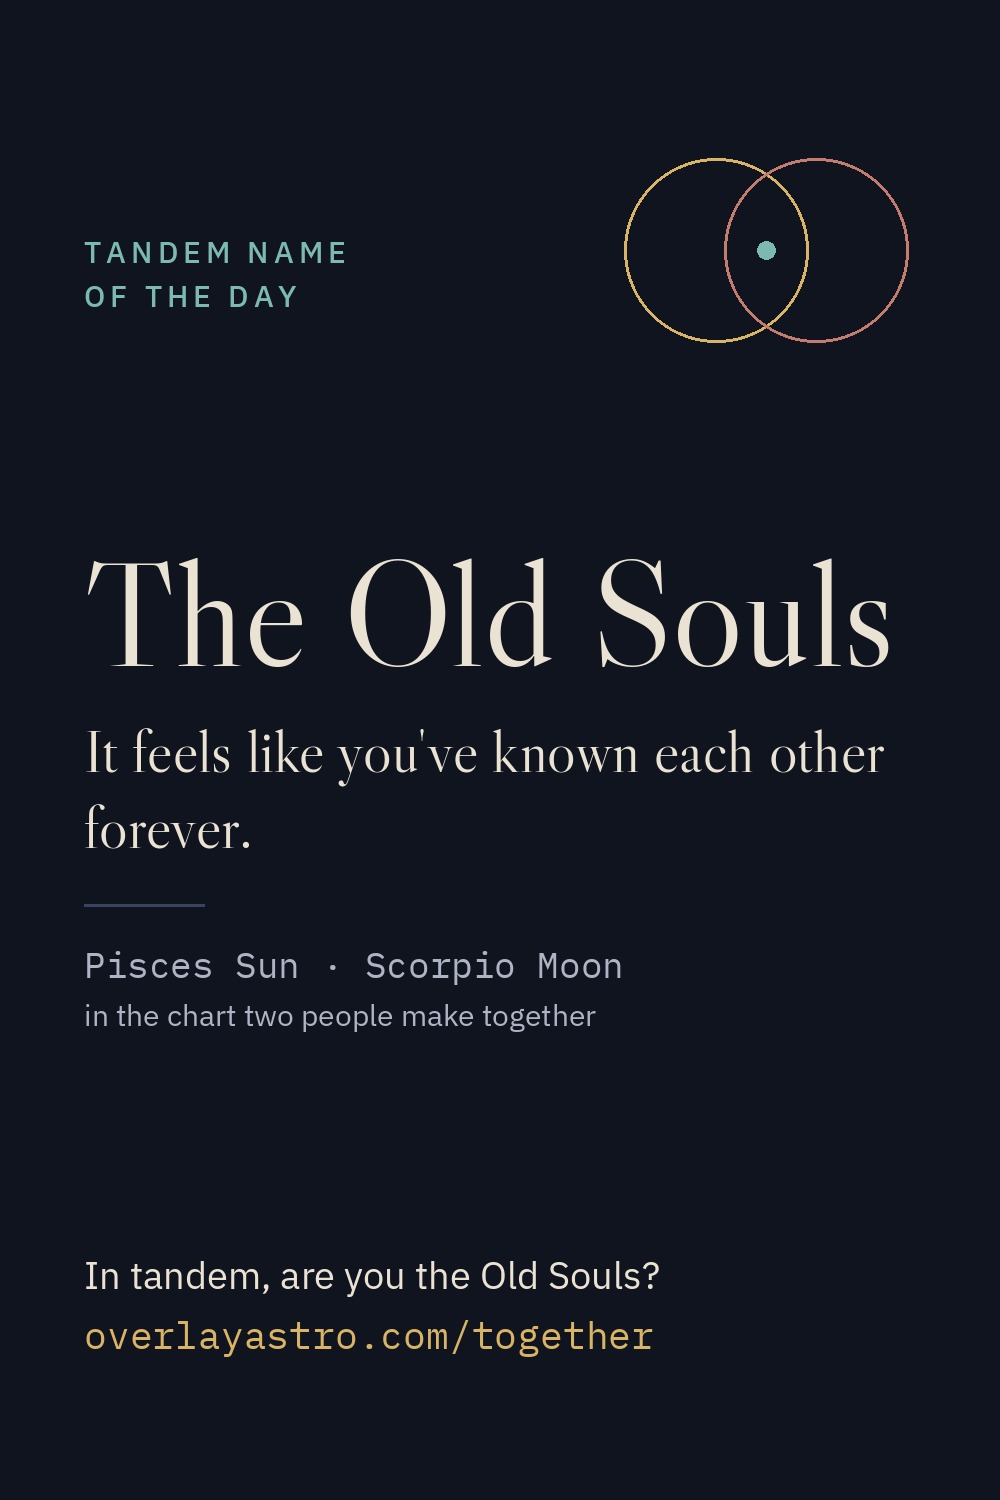 TANDEM NAME
OF THE DAY
The Old Souls
It feels like you've known each other
forever.
Pisces Sun · Scorpio Moon
in the chart two people make together
In tandem, are you the Old Souls?
overlayastro.com/together